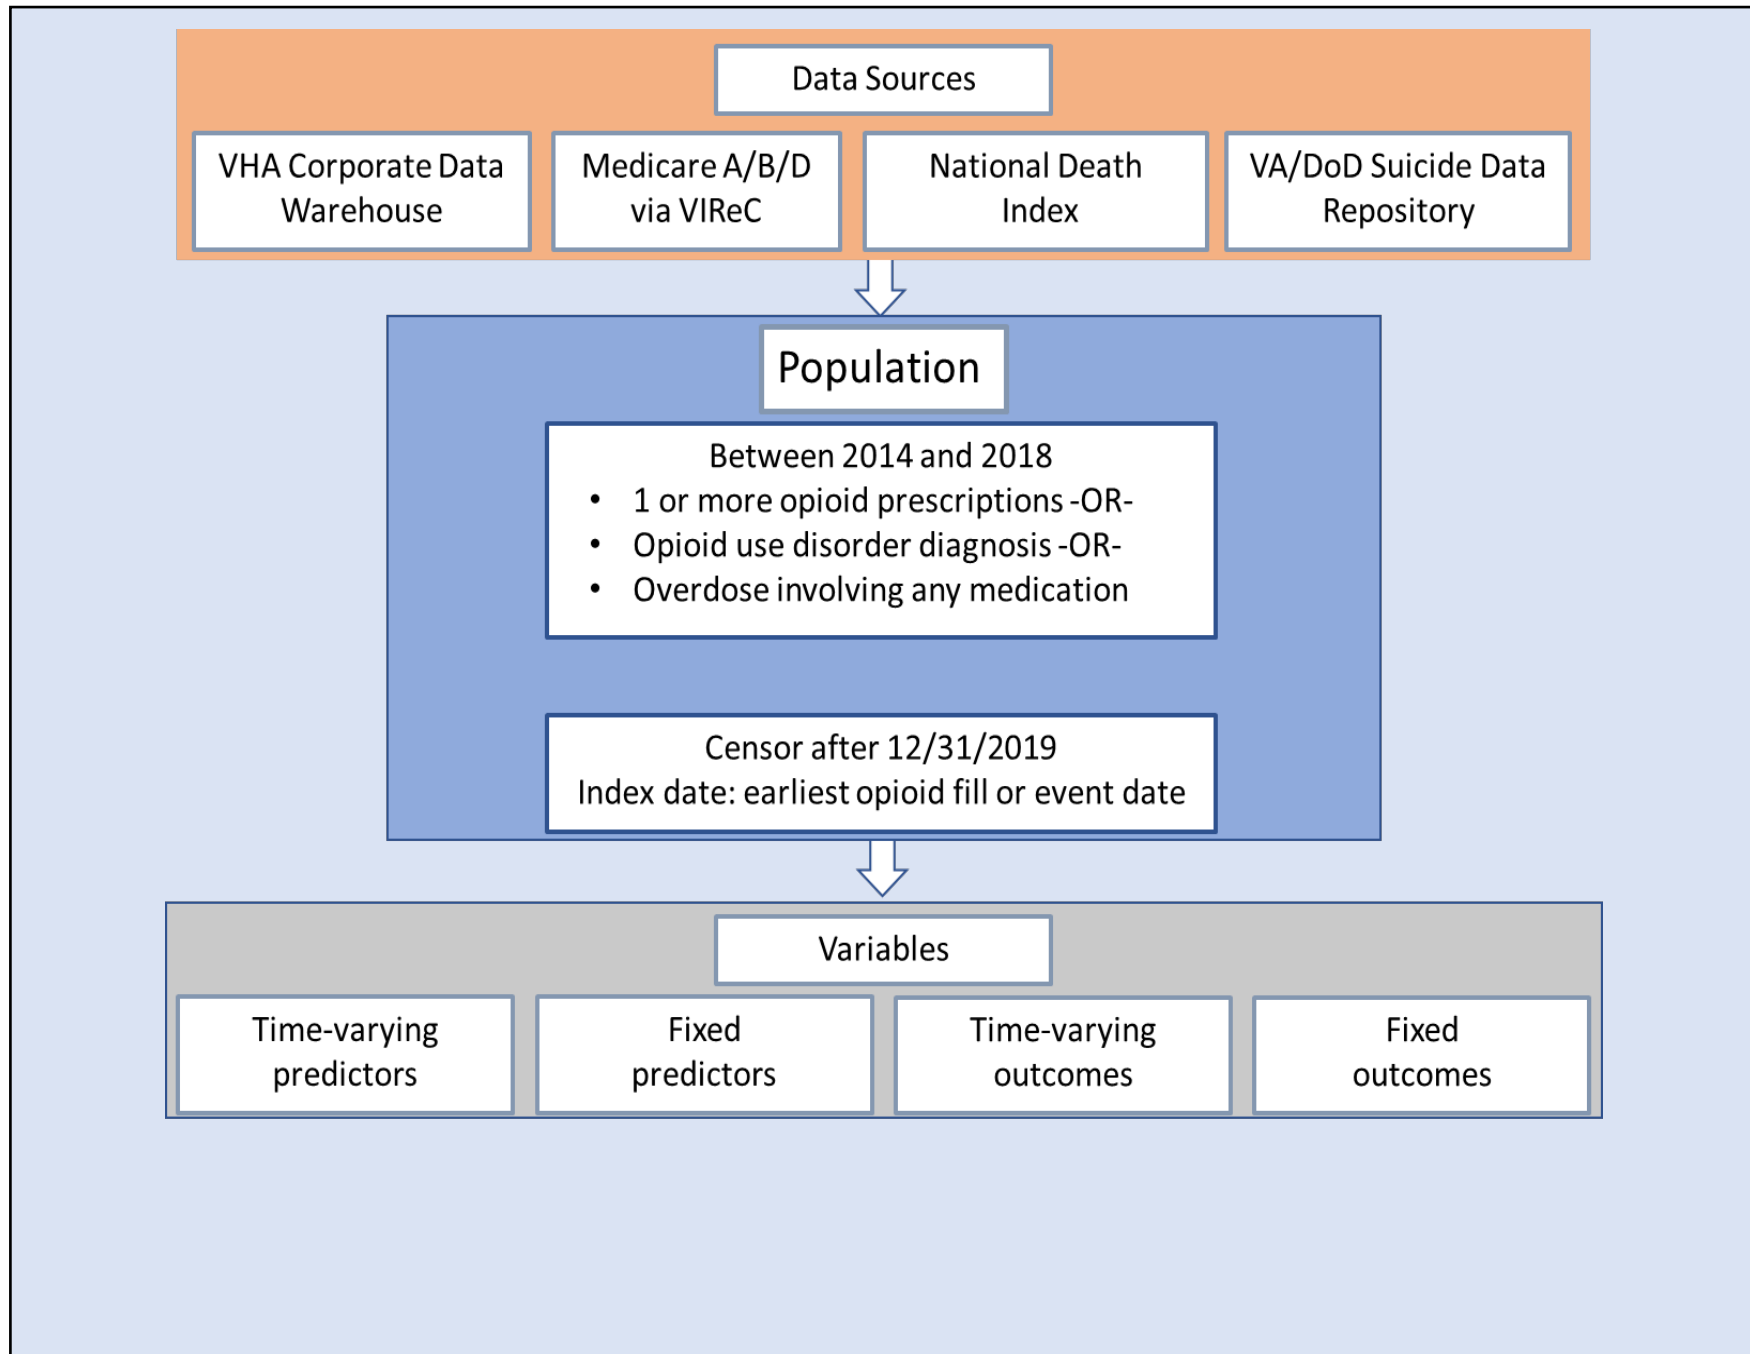 Data Sources
VHA Corporate Data
Warehouse
Medicare A/B/D
via VIReC
National Death
Index
VA/DoD Suicide Data
Repository
Population
Between 2014 and 2018
• 1 or more opioid prescriptions -OR-
• Opioid use disorder diagnosis -OR-
• Overdose involving any medication
Censor after 12/31/2019
Index date: earliest opioid fill or event date
Variables
Time-varying
predictors
Fixed
predictors
Time-varying
outcomes
Fixed
outcomes